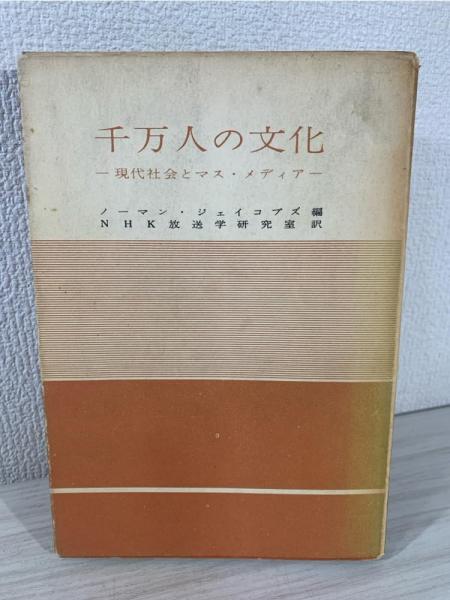 千万人の文化
—現代社会とマス・メディア—
ノーマン・ジェイコブズ 編
NHK放送学研究室訳